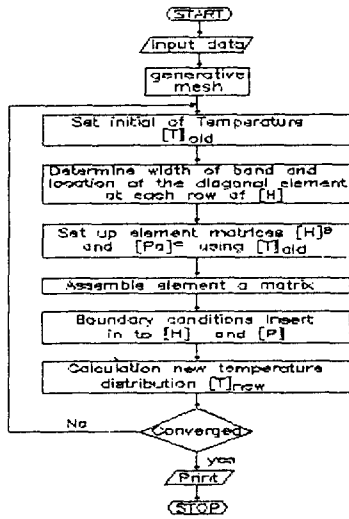 START
Input data
generative
mesh
Set initial of Temperature
[T]old
Determine width of band and
location of the diagonal element
at each row of [H]
Set up element matrices [H]e
and [Pa]e using [T]old
Assemble element a matrix
Boundary conditions insert
in to [H] and [P]
Calculation new temperature
distribution [T]new
No
Converged
yes
Print
STOP